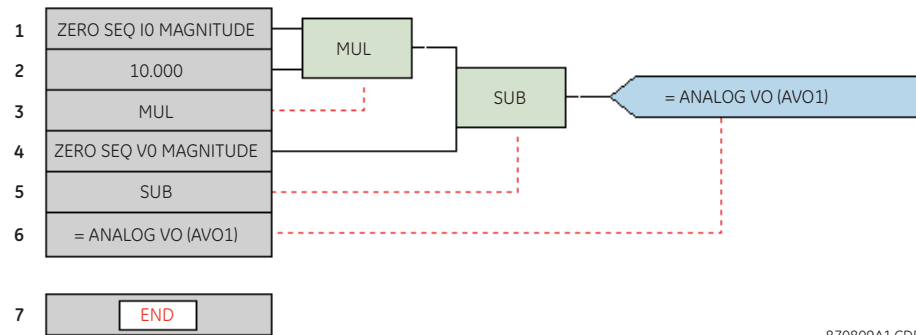 1 ZERO SEQ I0 MAGNITUDE
MUL
2 10.000
SUB
= ANALOG VO (AVO1)
3 MUL
4 ZERO SEQ V0 MAGNITUDE
5 SUB
6 = ANALOG VO (AVO1)
7 END